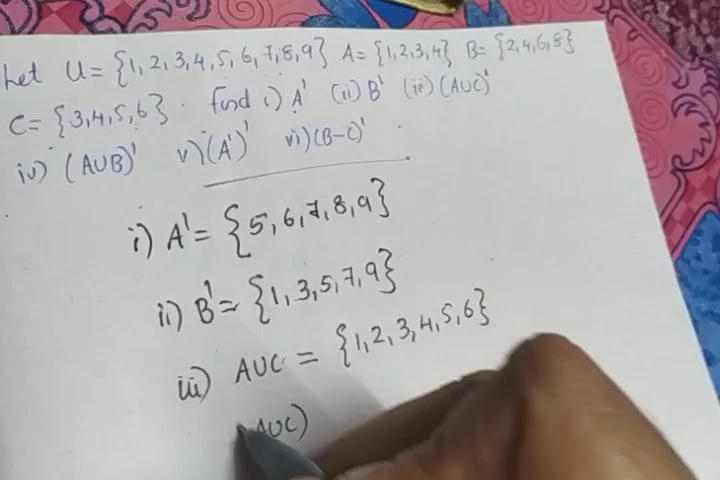 Let U = {1, 2, 3, 4, 5, 6, 7, 8, 9} A = {1, 2, 3, 4} B = {2, 4, 6, 8}
C = {3, 4, 5, 6} . Find i) A' (ii) B' (iii) (AUC)'
iv) (AUB)' v) (A')' vi) (B-C)'
i) A' = {5, 6, 7, 8, 9}
ii) B' = {1, 3, 5, 7, 9}
iii) AUC = {1, 2, 3, 4, 5, 6}
AUC)